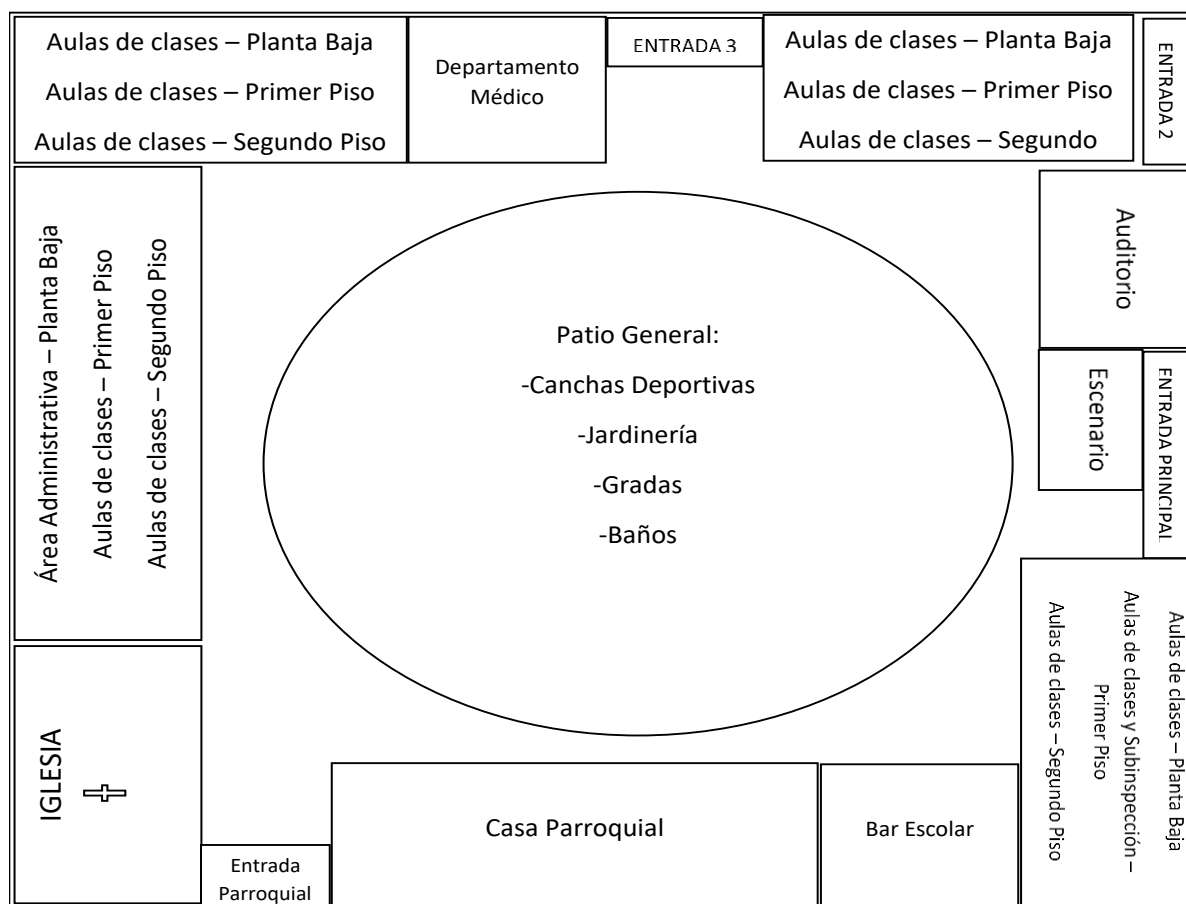 Aulas de clases – Planta Baja
Aulas de clases – Primer Piso
Aulas de clases – Segundo Piso
Departamento
Médico
ENTRADA 3
Aulas de clases – Planta Baja
Aulas de clases – Primer Piso
Aulas de clases – Segundo
ENTRADA 2
Área Administrativa – Planta Baja
Aulas de clases – Primer Piso
Aulas de clases – Segundo Piso
Patio General:
-Canchas Deportivas
-Jardinería
-Gradas
-Baños
Auditorio
Escenario
ENTRADA PRINCIPAL
Aulas de clases – Planta Baja
Aulas de clases y Subinspección –
Primer Piso
Aulas de clases – Segundo Piso
IGLESIA
Entrada
Parroquial
Casa Parroquial
Bar Escolar